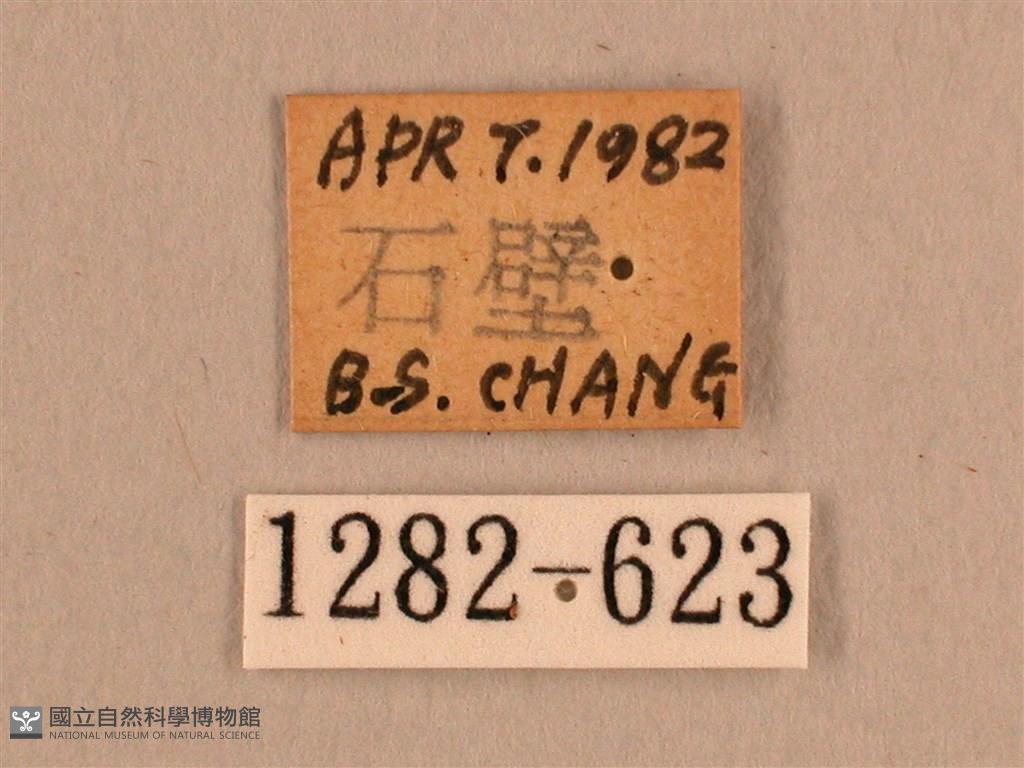 APR 7.1982
石壁
B-S. CHANG
1282-623
國立自然科學博物館
NATIONAL MUSEUM OF NATURAL SCIENCE